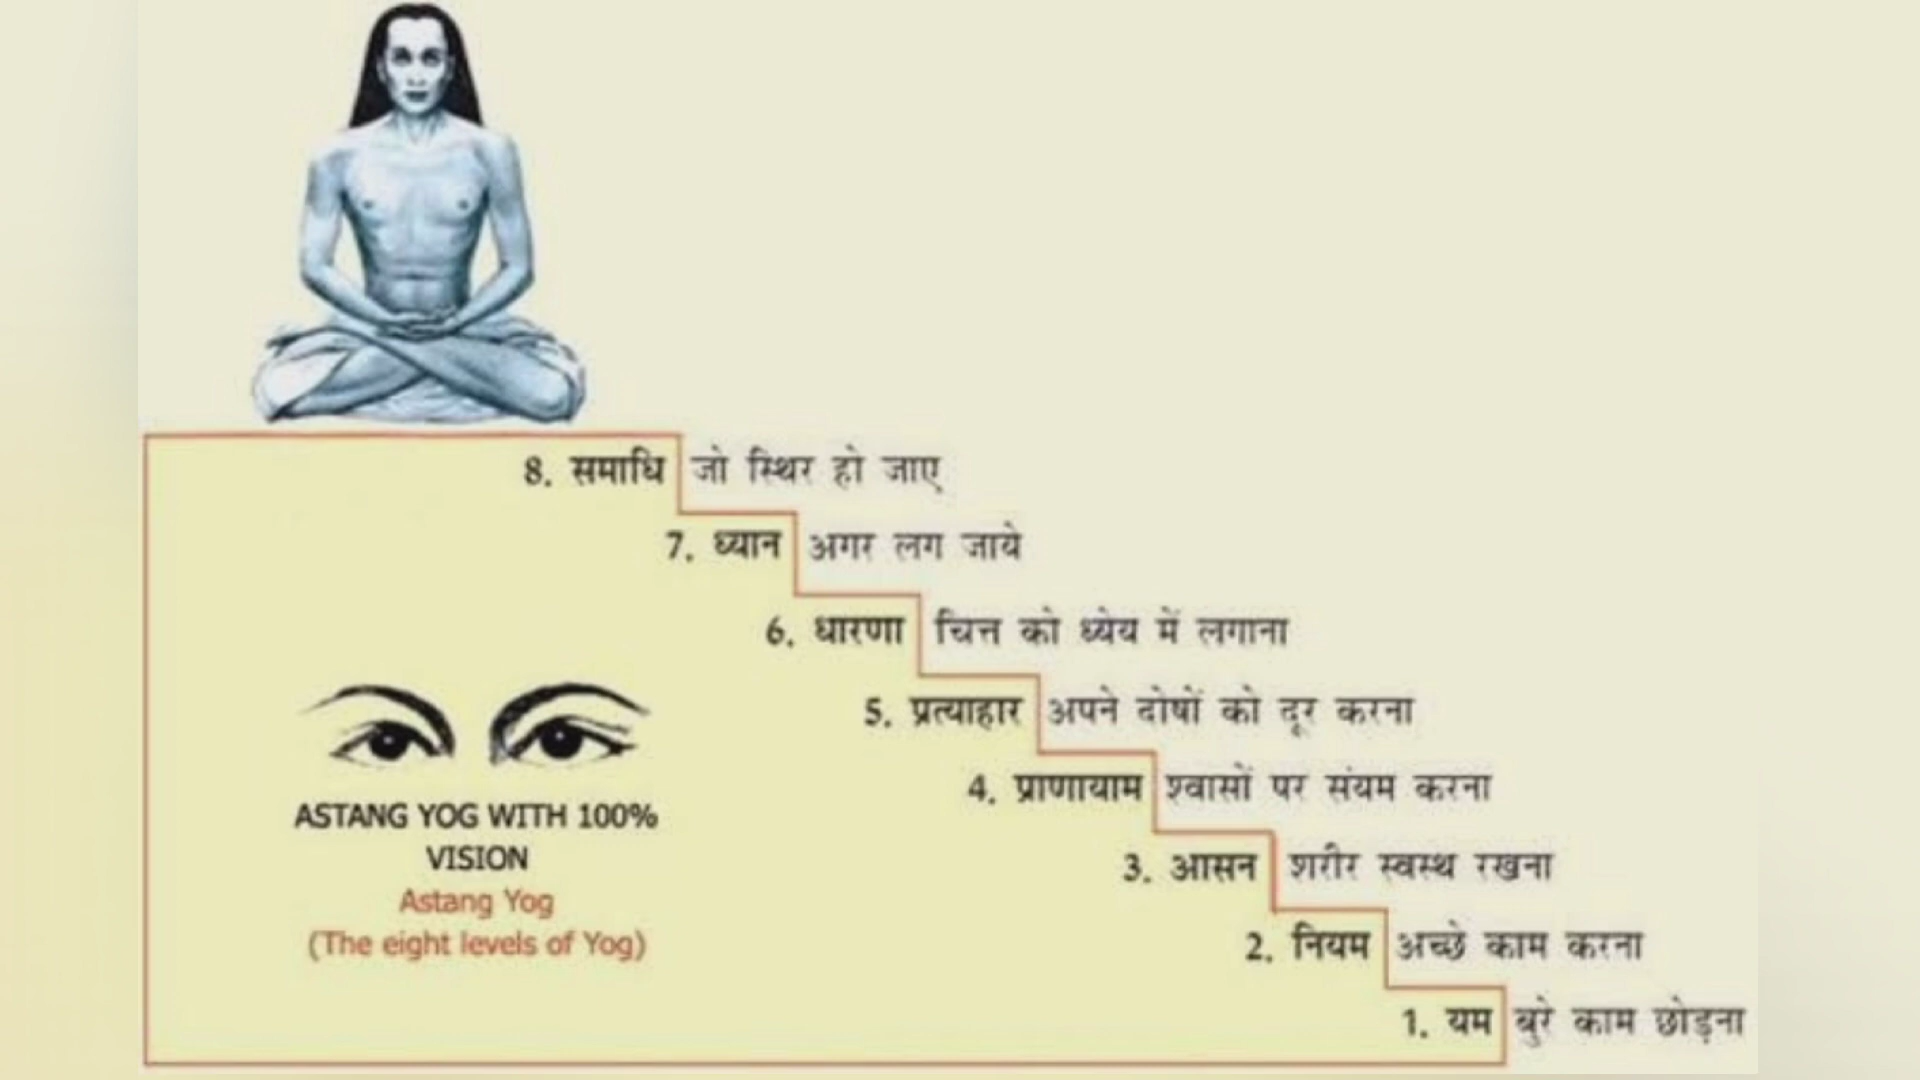 8. समाधि जो स्थिर हो जाए
7. ध्यान अगर लग जाये
6. धारणा चित्त को ध्येय में लगाना
5. प्रत्याहार अपने दोषों को दूर करना
4. प्राणायाम श्वासों पर संयम करना
3. आसन शरीर स्वस्थ रखना
2. नियम अच्छे काम करना
1. यम बुरे काम छोड़ना
ASTANG YOG WITH 100%
VISION
Astang Yog
(The eight levels of Yog)